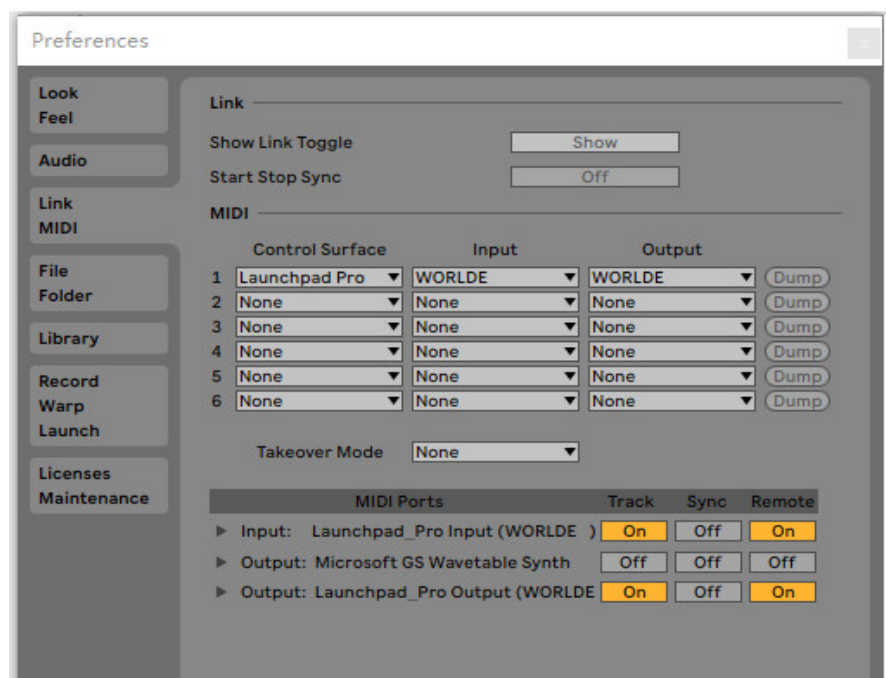 Preferences
x
Look
Feel
Audio
Link
MIDI
File
Folder
Library
Record
Warp
Launch
Licenses
Maintenance
Link
Show Link Toggle Show
Start Stop Sync Off
MIDI
Control Surface Input Output
1 Launchpad Pro WORLDE WORLDE Dump
2 None None None Dump
3 None None None Dump
4 None None None Dump
5 None None None Dump
6 None None None Dump
Takeover Mode None
MIDI Ports Track Sync Remote
Input: Launchpad_Pro Input (WORLDE ) On Off On
Output: Microsoft GS Wavetable Synth Off Off Off
Output: Launchpad_Pro Output (WORLDE On Off On